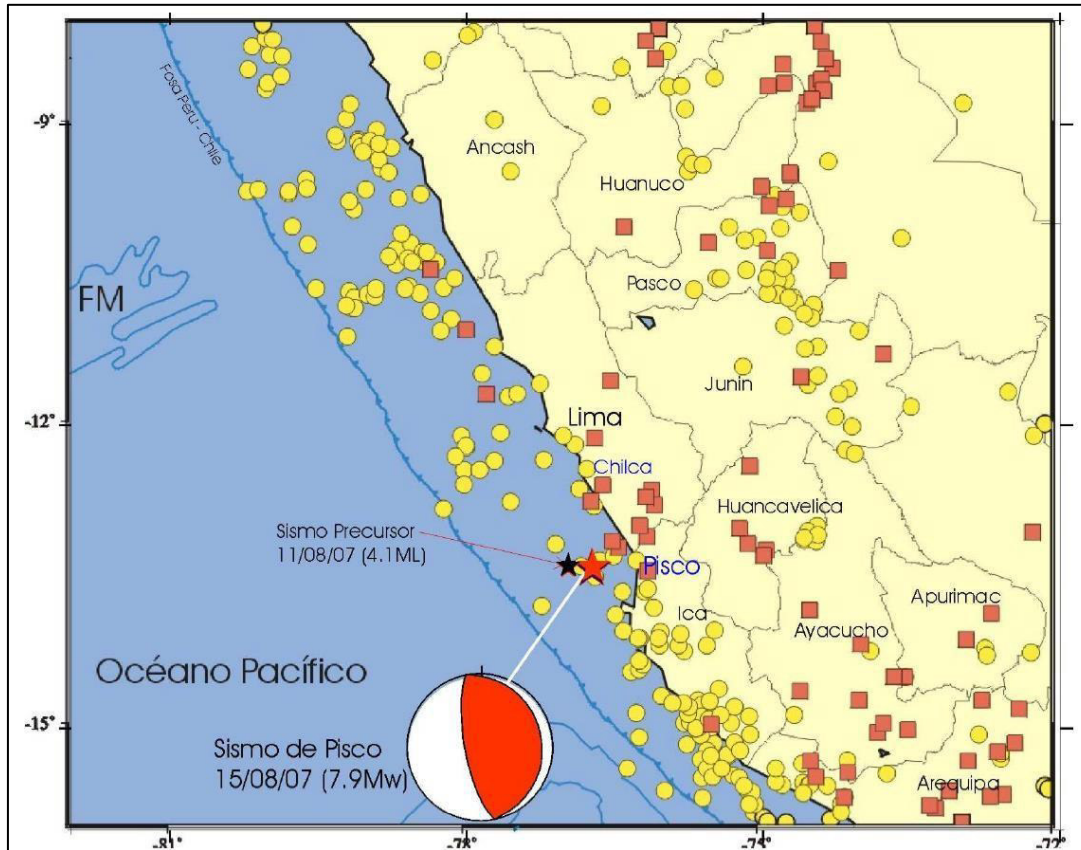 Fosa Peru - Chile
-9°
Ancash
Huanuco
FM
Pasco
Junin
-12°
Lima
Chilca
Huancavelica
Sismo Precursor
11/08/07 (4.1ML)
Pisco
Ica
Apurimac
Ayacucho
Océano Pacífico
-15°
Sismo de Pisco
15/08/07 (7.9Mw)
Arequipa
-81°
-78°
-72°